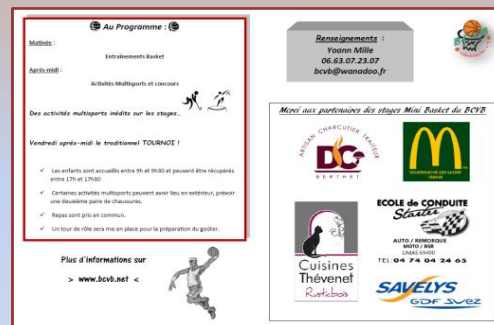 Au Programme :
Matinée :
Entrainements Basket
Après-midi :
Activités Multisports et concours
Des activités multisports inédits sur les stages..
Vendredi après-midi le traditionnel TOURNOI !
✓ Les enfants sont accueillis entre 9h et 9h30 et peuvent être récupérés
entre 17h et 17h30
✓ Certaines activités multisports peuvent avoir lieu en extérieur, prévoir
une deuxième paire de chaussures.
✓ Repas sont pris en commun.
✓ Un tour de rôle sera mis en place pour la préparation du goûter.
Plus d'informations sur
> www.bcvb.net <
Renseignements :
Yoann Mille
06.63.07.23.07
bcvb@wanadoo.fr
Merci aux partenaires des stages Mini Basket du BCVB
ARTISAN CHARCUTIER TRAITEUR
BERTHET
M
VILLEFRANCHE SUR SAÔNE
Cuisines
Thévenet
Rusticbois
ECOLE de CONDUITE
Starter
AUTO / REMORQUE
MOTO / BSR
LIMAS 69400
TEL: 04 74 04 24 65
SAVELYS
GDF SUEZ